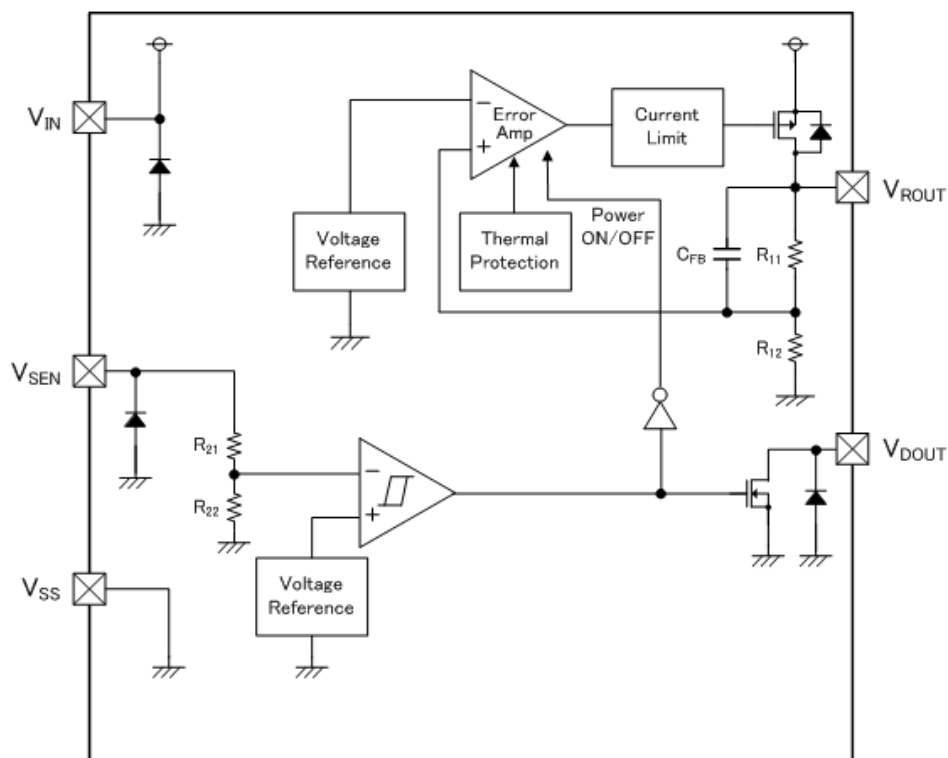 VIN
−
Error
Amp
+
Current
Limit
VROUT
Voltage
Reference
Thermal
Protection
Power
ON/OFF
CFB
R11
R12
VSEN
R21
R22
−
+
VDOUT
Voltage
Reference
VSS